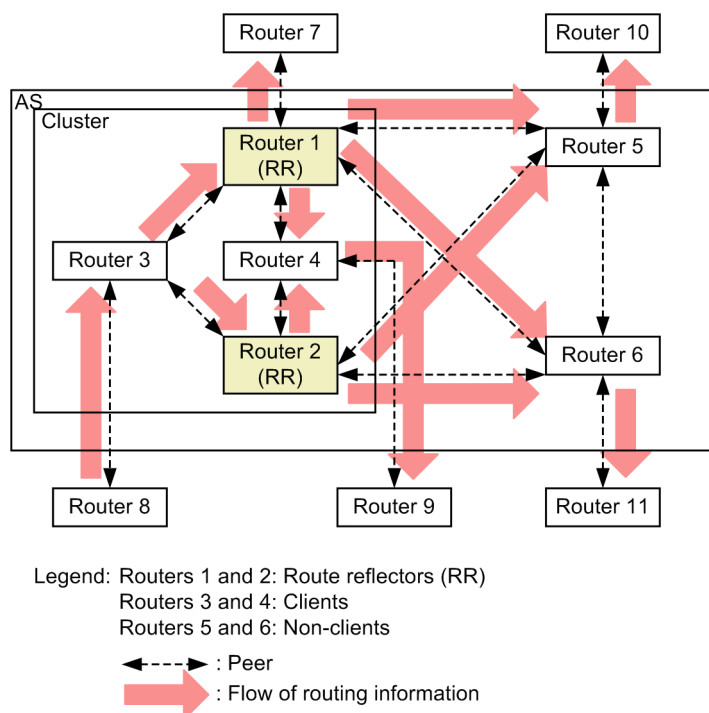 Router 7
Router 10
AS
Cluster
Router 1
(RR)
Router 5
Router 3
Router 4
Router 2
(RR)
Router 6
Router 8
Router 9
Router 11
Legend: Routers 1 and 2: Route reflectors (RR)
Routers 3 and 4: Clients
Routers 5 and 6: Non-clients
: Peer
: Flow of routing information